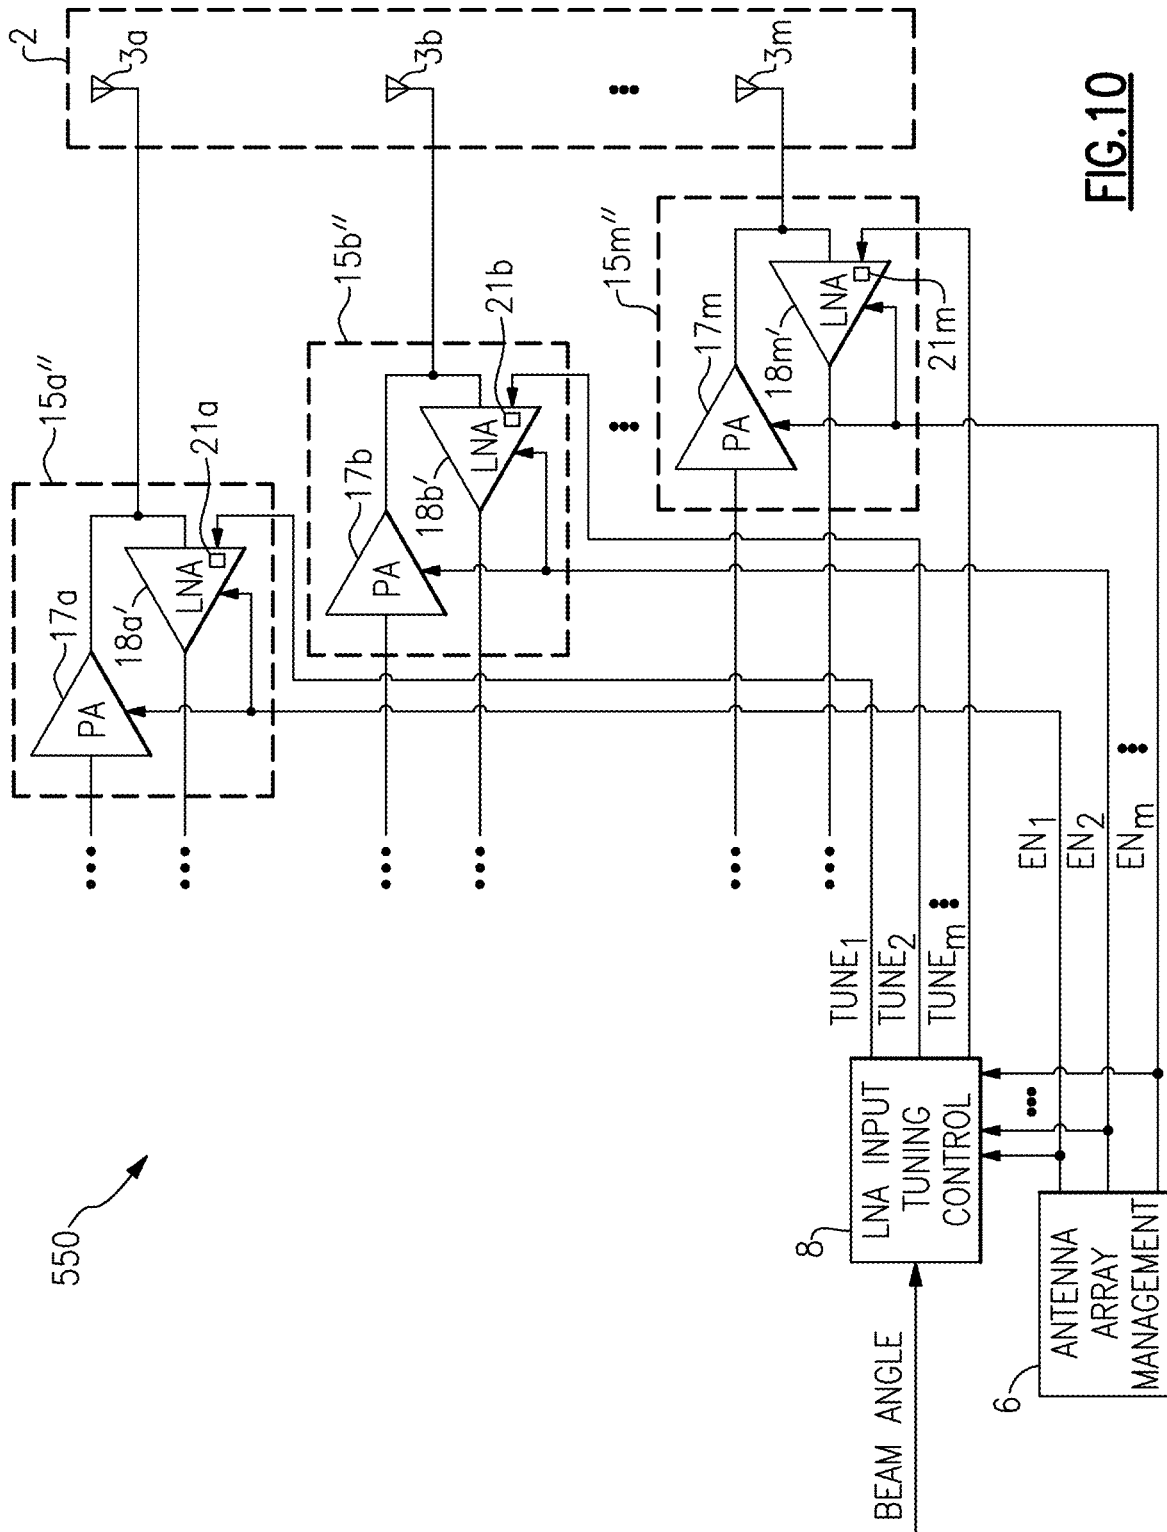 550
15a''
17a
PA
18a'
LNA
21a
2
3a
15b''
17b
PA
18b'
LNA
21b
3b
15m''
17m
PA
18m'
LNA
21m
3m
TUNE₁
TUNE₂
TUNEₘ
EN₁
EN₂
ENₘ
BEAM ANGLE
8
LNA INPUT
TUNING
CONTROL
6
ANTENNA
ARRAY
MANAGEMENT
FIG.10